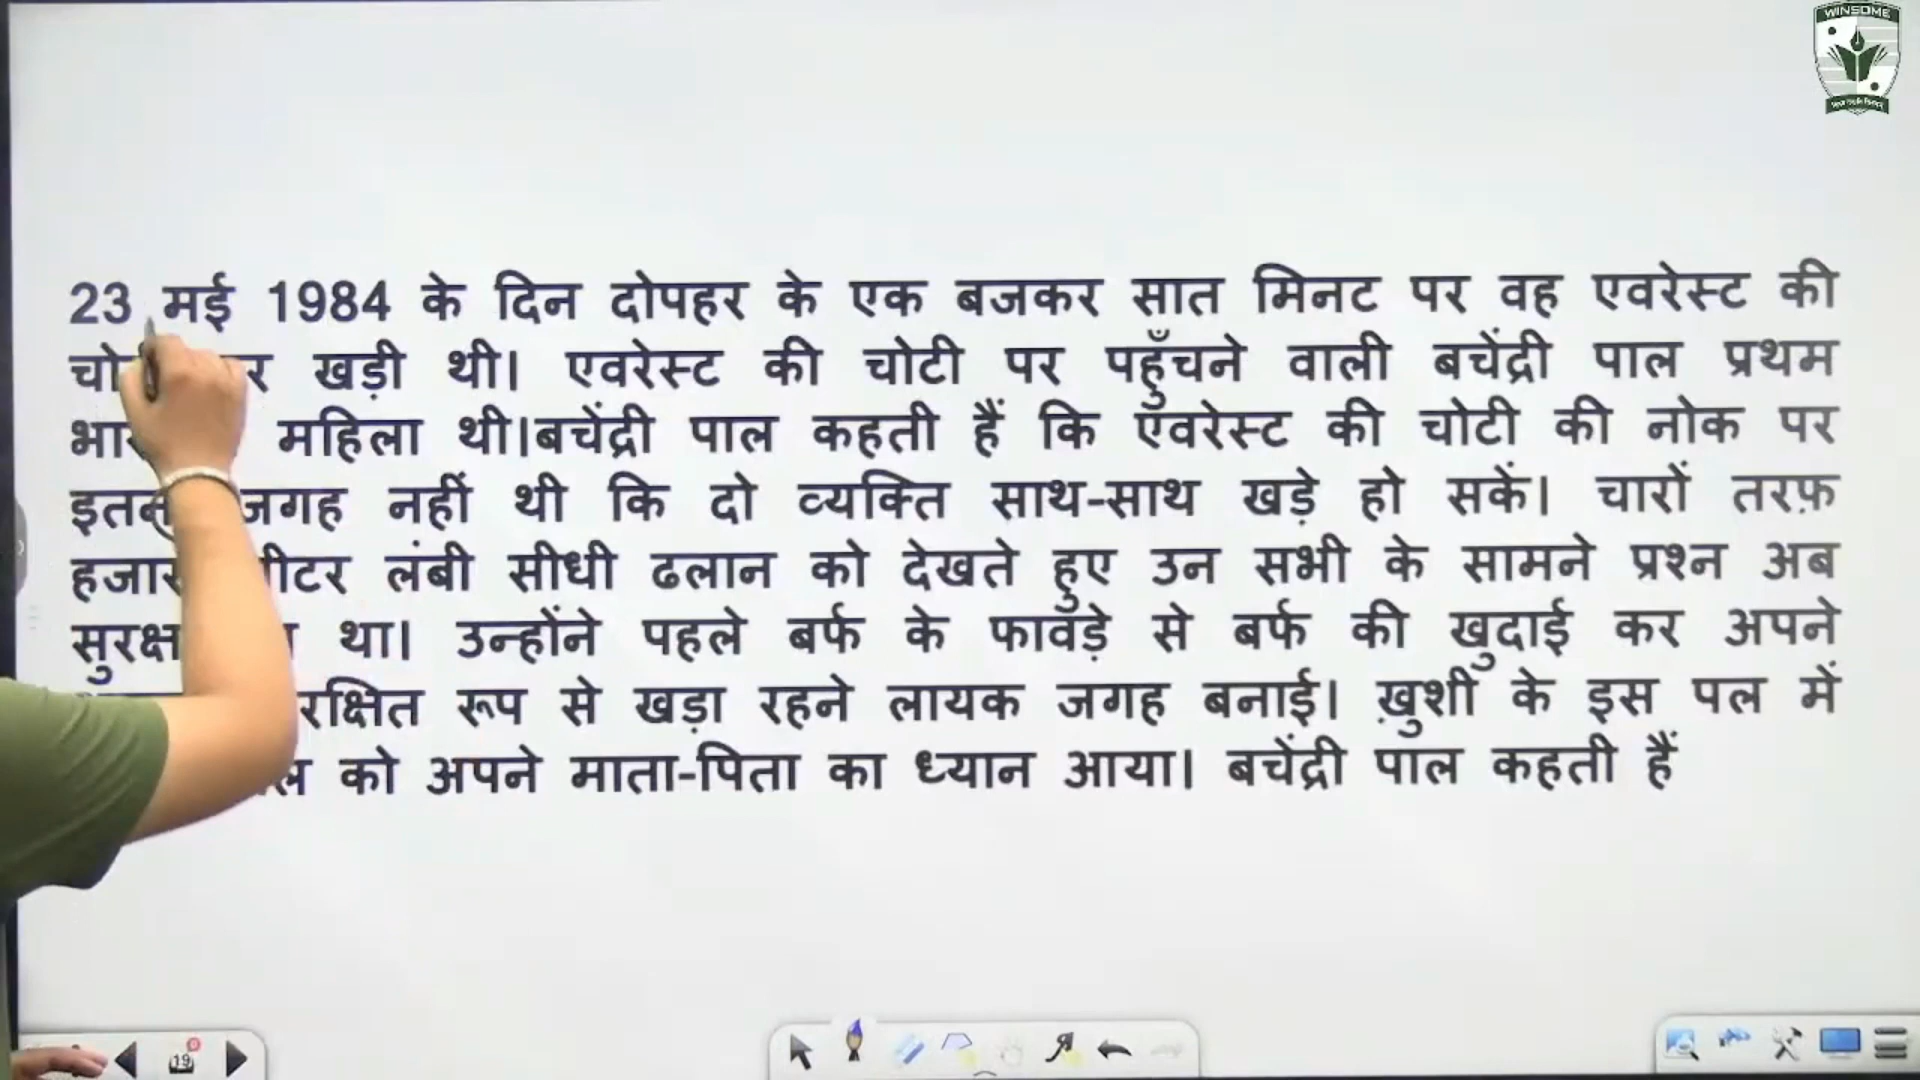 WINSOME
23 मई 1984 के दिन दोपहर के एक बजकर सात मिनट पर वह एवरेस्ट की
खड़ी थी। एवरेस्ट की चोटी पर पहुँचने वाली बचेंद्री पाल प्रथम
महिला थी।बचेंद्री पाल कहती हैं कि एवरेस्ट की चोटी की नोक पर
जगह नहीं थी कि दो व्यक्ति साथ-साथ खड़े हो सकें। चारों तरफ़
लंबी सीधी ढलान को देखते हुए उन सभी के सामने प्रश्न अब
था। उन्होंने पहले बर्फ के फावड़े से बर्फ की खुदाई कर अपने
रूप से खड़ा रहने लायक जगह बनाई। ख़ुशी के इस पल में
को अपने माता-पिता का ध्यान आया। बचेंद्री पाल कहती हैं
19